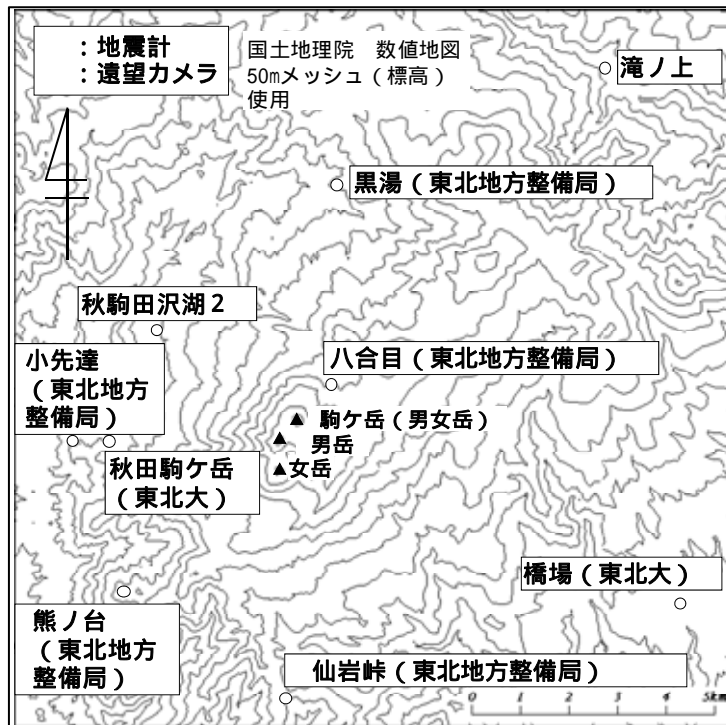 ：地震計
：遠望カメラ
国土地理院　数値地図
50mメッシュ（標高）
使用
滝ノ上
黒湯（東北地方整備局）
秋駒田沢湖２
小先達
（東北地方
整備局）
八合目（東北地方整備局）
駒ケ岳（男女岳）
男岳
女岳
秋田駒ケ岳
（東北大）
橋場（東北大）
熊ノ台
（東北地方
整備局）
仙岩峠（東北地方整備局）
0 1 2 3 4 5km